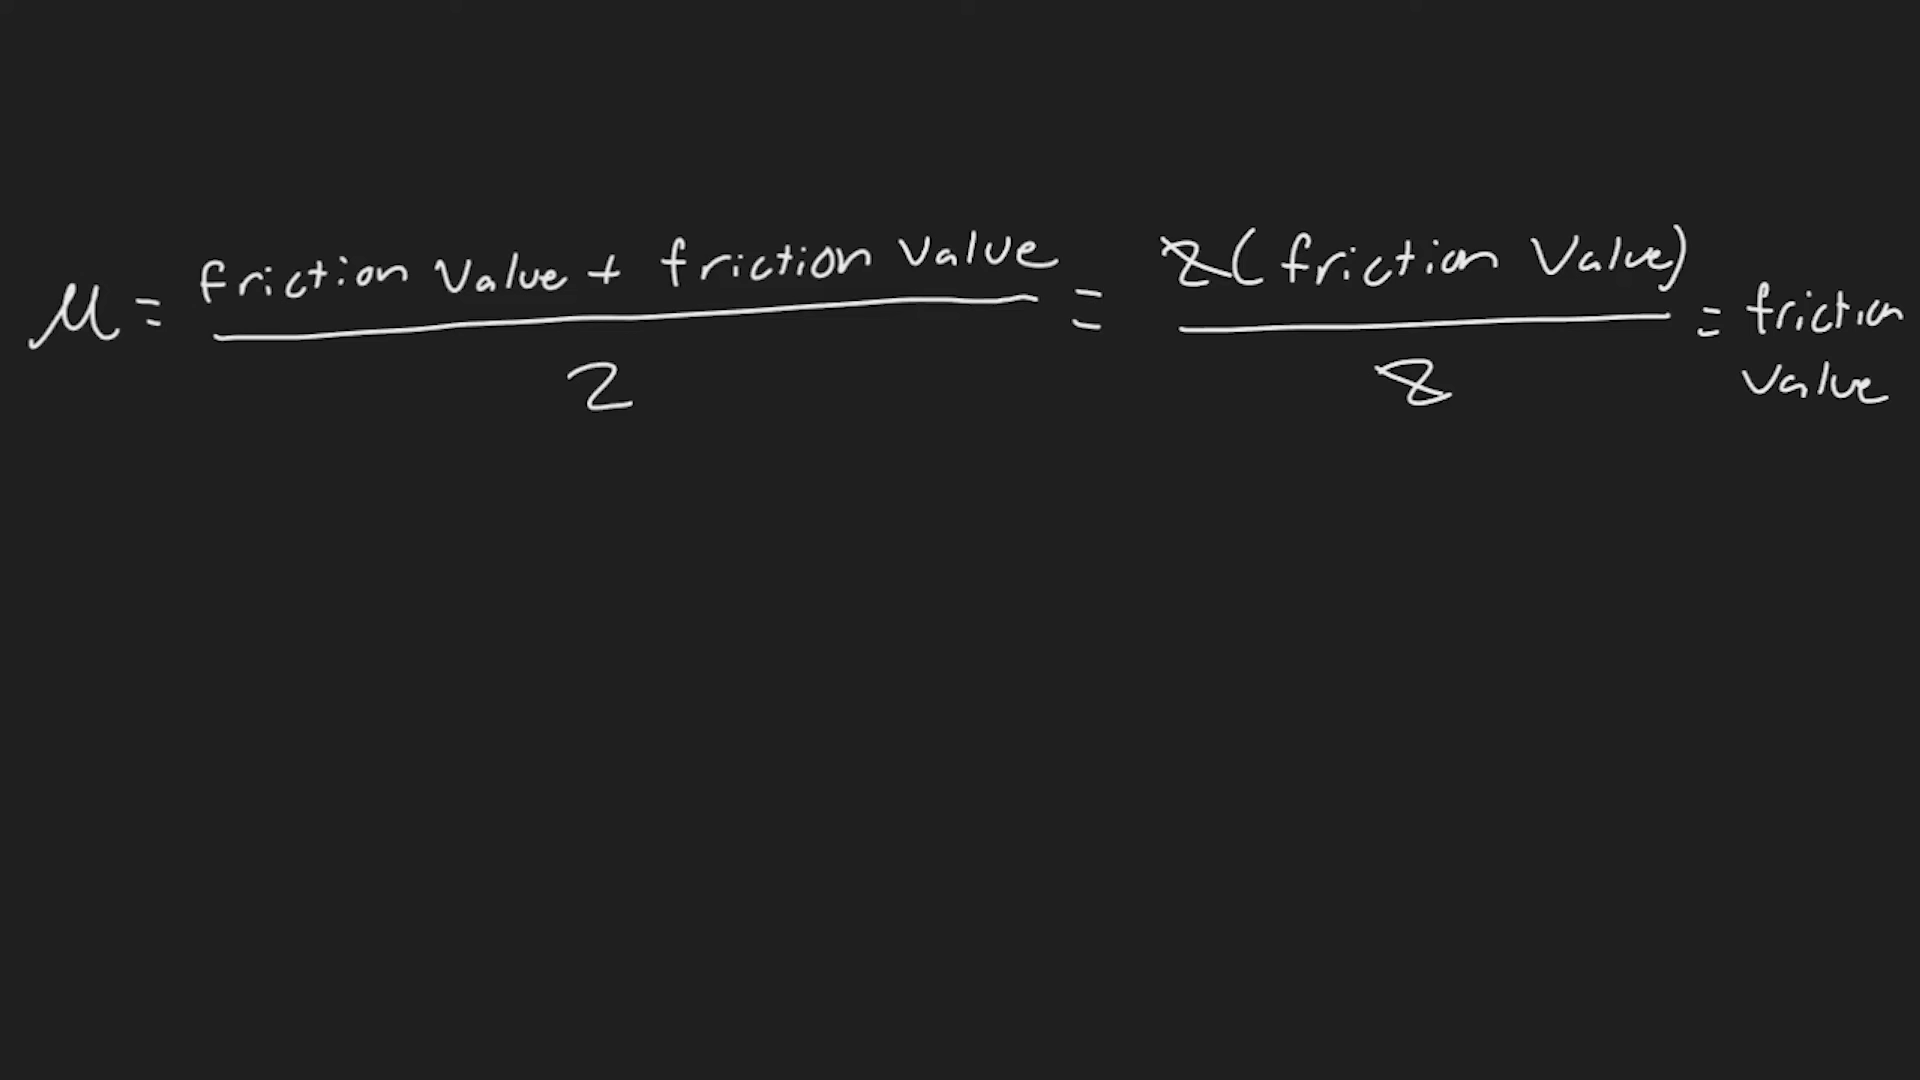 μ = friction value + friction value / 2 = 2(friction value) / 2 = friction
value